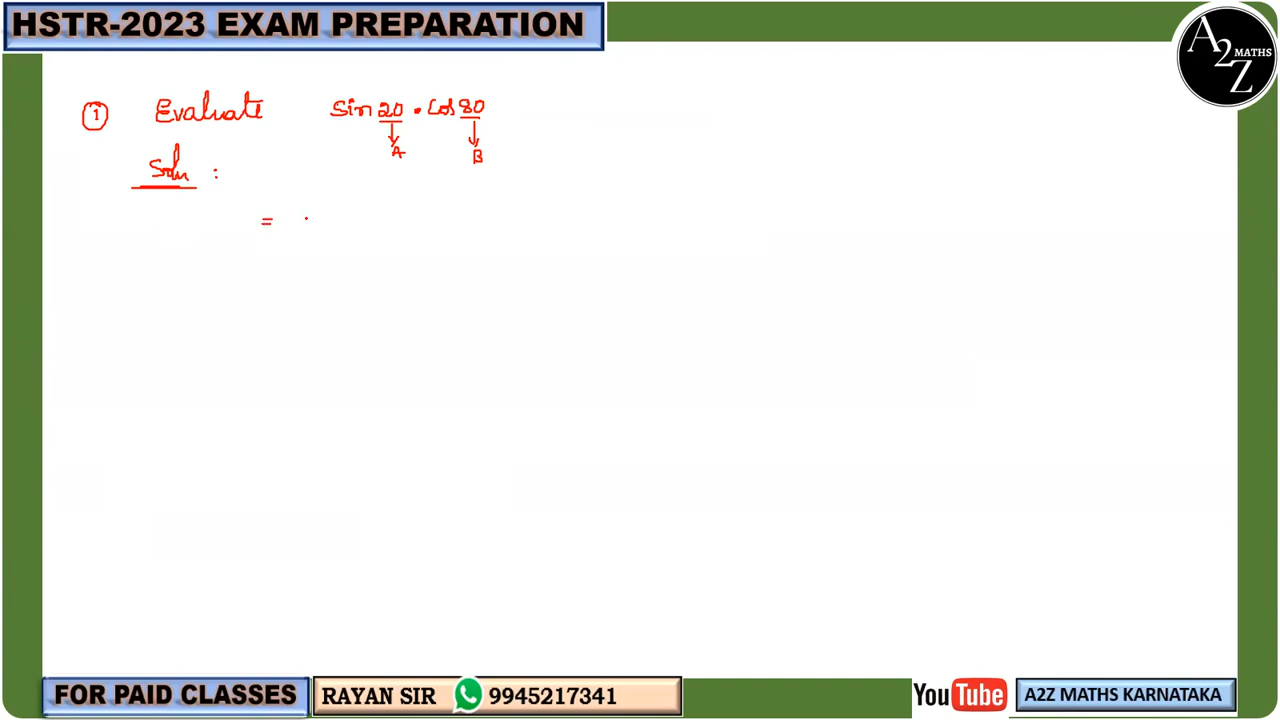 HSTR-2023 EXAM PREPARATION
A2Z MATHS
1 Evaluate Sin 20 . Cos 80
A B
Soln :
=
FOR PAID CLASSES RAYAN SIR 9945217341 YouTube A2Z MATHS KARNATAKA